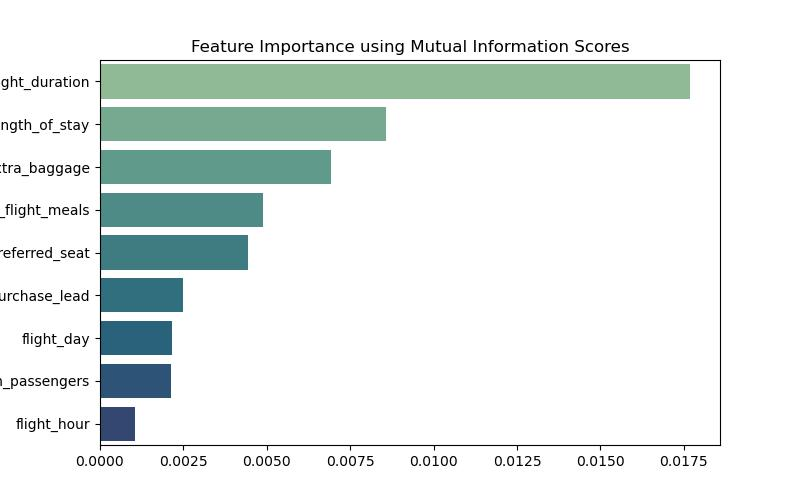 Feature Importance using Mutual Information Scores
ght_duration
ngth_of_stay
xtra_baggage
_flight_meals
referred_seat
urchase_lead
flight_day
_passengers
flight_hour
0.0000 0.0025 0.0050 0.0075 0.0100 0.0125 0.0150 0.0175